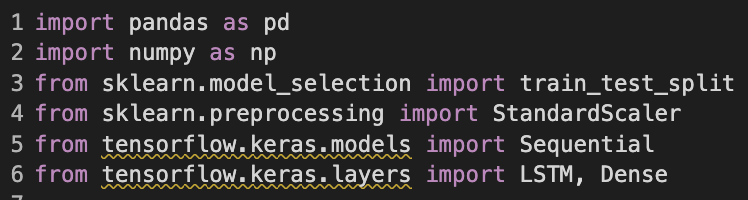 1 import pandas as pd
2 import numpy as np
3 from sklearn.model_selection import train_test_split
4 from sklearn.preprocessing import StandardScaler
5 from tensorflow.keras.models import Sequential
6 from tensorflow.keras.layers import LSTM, Dense
7